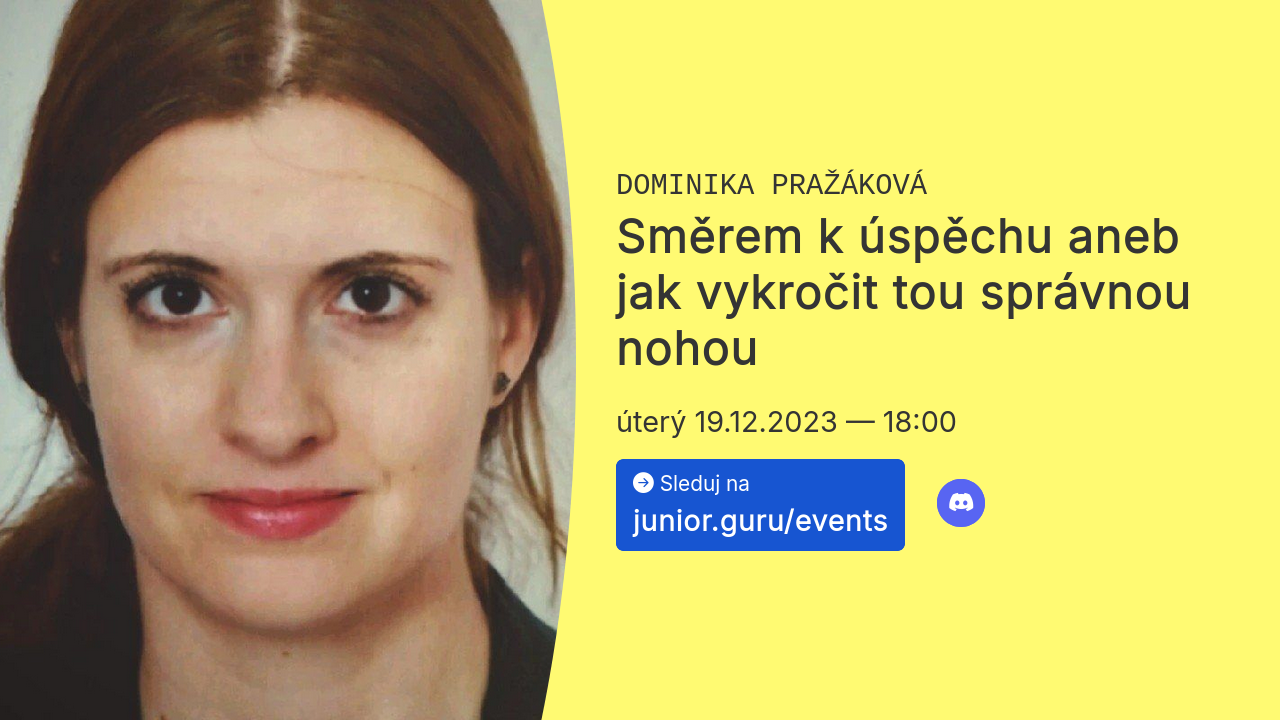 DOMINIKA PRAŽÁKOVÁ
Směrem k úspěchu aneb
jak vykročit tou správnou
nohou
úterý 19.12.2023 — 18:00
Sleduj na
junior.guru/events